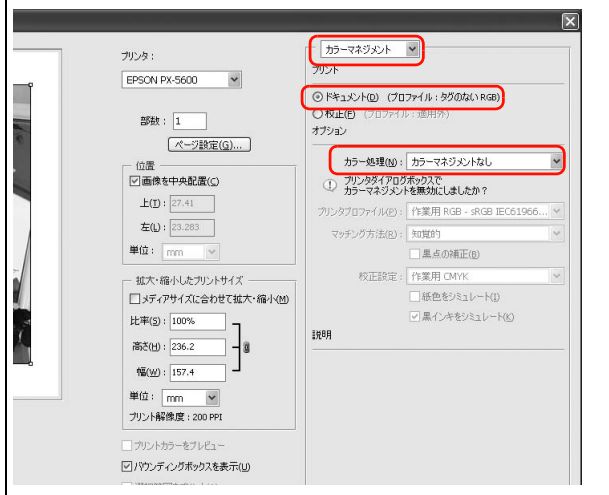 プリンタ：
EPSON PX-5600
部数： 1
ページ設定(G)...
位置
画像を中央配置(C)
上(T)： 27.41
左(L)： 23.283
単位： mm
拡大・縮小したプリントサイズ
メディアサイズに合わせて拡大・縮小(M)
比率(S)： 100%
高さ(H)： 236.2
幅(W)： 157.4
単位： mm
プリント解像度：200 PPI
プリントカラーをプレビュー
バウンディングボックスを表示(U)
カラーマネジメント
プリント
ドキュメント(D) (プロファイル：タグのない RGB)
校正(F) (プロファイル：適用外)
オプション
カラー処理(N)： カラーマネジメントなし
プリンタダイアログボックスで
カラーマネジメントを無効にしましたか？
プリンタプロファイル(P)： 作業用 RGB - sRGB IEC61966...
マッチング方法(R)： 知覚的
黒点の補正(B)
校正設定： 作業用 CMYK
紙色をシミュレート(I)
黒インキをシミュレート(K)
説明